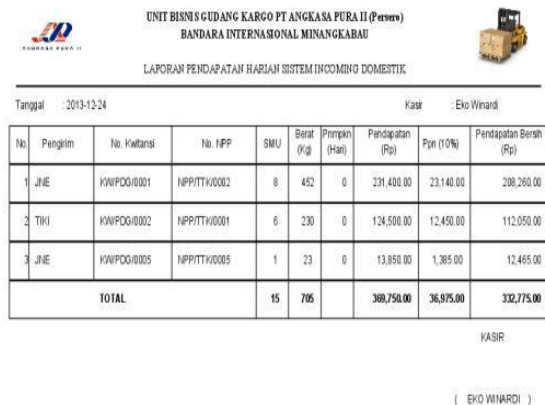 UNIT BISNIS GUDANG KARGO PT ANGKASA PURA II (Persero)
BANDARA INTERNASIONAL MINANGKABAU
ANGKASA PURA II
LAPORAN PENDAPATAN HARIAN SISTEM INCOMING DOMESTIK
Tanggal : 2013-12-24 Kasir : Eko Winardi
No. Pengirim No. Kwitansi No. NPP SMU Berat (Kg) Pnmpkn (Hari) Pendapatan (Rp) Ppn (10%) Pendapatan Bersih (Rp)
1 JNE KW/PDG/0001 NPP/TTK/0002 8 452 0 231,400.00 23,140.00 208,260.00
2 TIKI KW/PDG/0002 NPP/TTK/0001 6 230 0 124,500.00 12,450.00 112,050.00
3 JNE KW/PDG/0005 NPP/TTK/0005 1 23 0 13,850.00 1,385.00 12,465.00
TOTAL 15 705 369,750.00 36,975.00 332,775.00
KASIR
( EKO WINARDI )